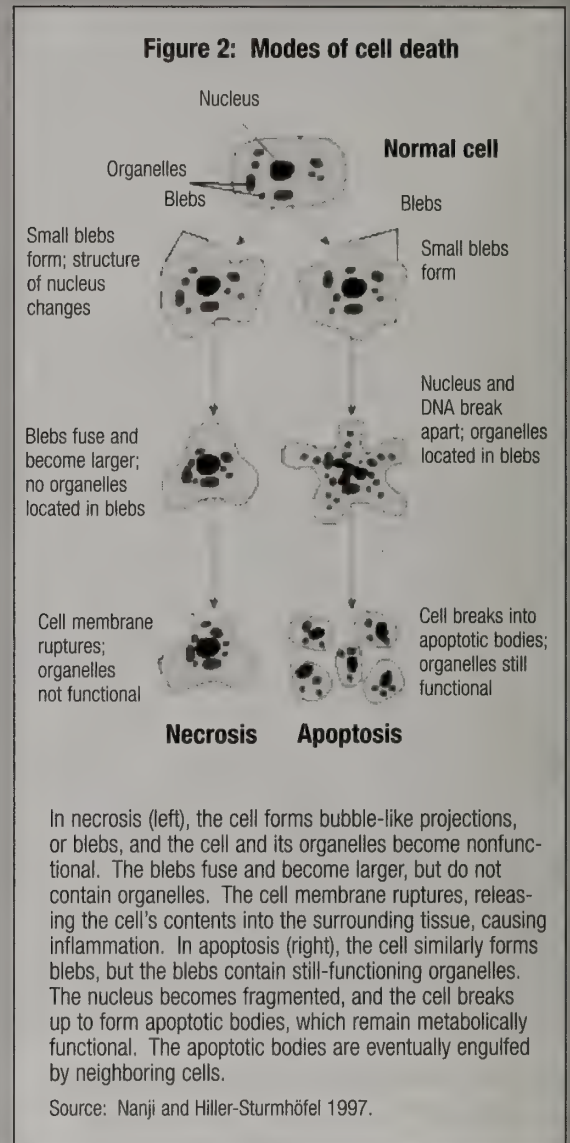 Figure 2: Modes of cell death
Nucleus
Normal cell
Organelles
Blebs
Blebs
Small blebs
form; structure
of nucleus
changes
Small blebs
form
Blebs fuse and
become larger;
no organelles
located in blebs
Nucleus and
DNA break
apart; organelles
located in blebs
Cell membrane
ruptures;
organelles
not functional
Cell breaks into
apoptotic bodies;
organelles still
functional
Necrosis
Apoptosis
In necrosis (left), the cell forms bubble-like projections,
or blebs, and the cell and its organelles become nonfunc-
tional. The blebs fuse and become larger, but do not
contain organelles. The cell membrane ruptures, releas-
ing the cell's contents into the surrounding tissue, causing
inflammation. In apoptosis (right), the cell similarly forms
blebs, but the blebs contain still-functioning organelles.
The nucleus becomes fragmented, and the cell breaks
up to form apoptotic bodies, which remain metabolically
functional. The apoptotic bodies are eventually engulfed
by neighboring cells.
Source: Nanji and Hiller-Sturmhöfel 1997.